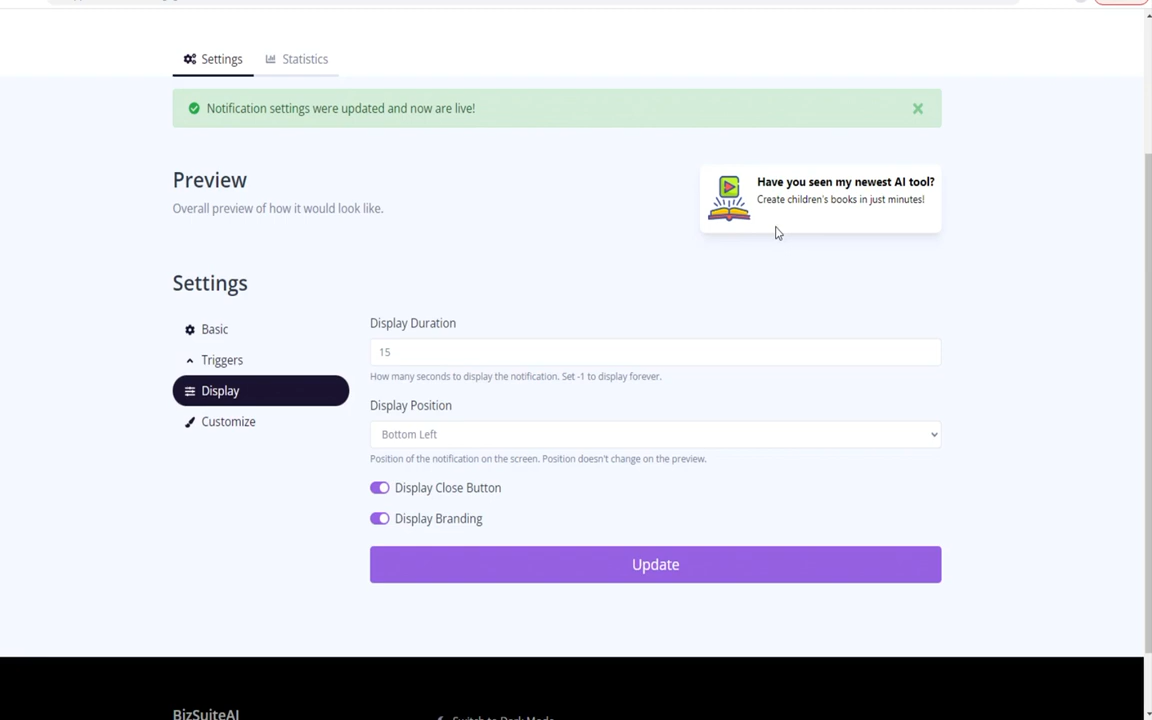 Settings
Statistics
Notification settings were updated and now are live!
Preview
Overall preview of how it would look like.
Have you seen my newest AI tool?
Create children's books in just minutes!
Settings
Basic
Triggers
Display
Customize
Display Duration
15
How many seconds to display the notification. Set -1 to display forever.
Display Position
Bottom Left
Position of the notification on the screen. Position doesn't change on the preview.
Display Close Button
Display Branding
Update
BizSuiteAI
Switch to Dark Mode